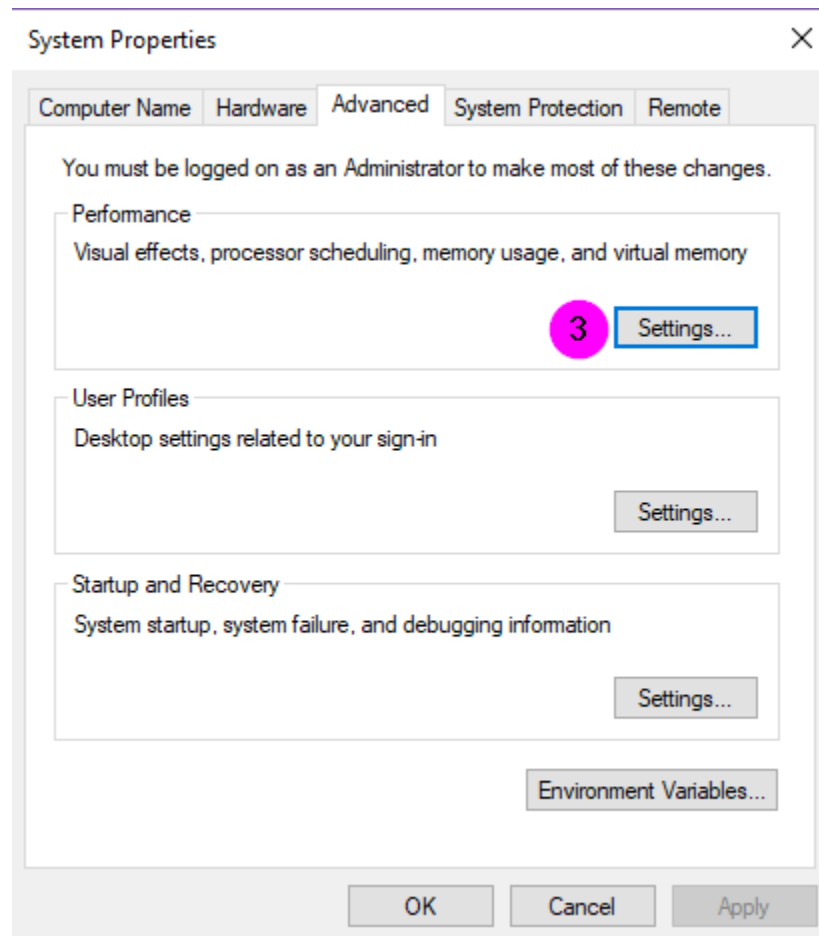 System Properties
Computer Name Hardware Advanced System Protection Remote
You must be logged on as an Administrator to make most of these changes.
Performance
Visual effects, processor scheduling, memory usage, and virtual memory
3 Settings...
User Profiles
Desktop settings related to your sign-in
Settings...
Startup and Recovery
System startup, system failure, and debugging information
Settings...
Environment Variables...
OK Cancel Apply